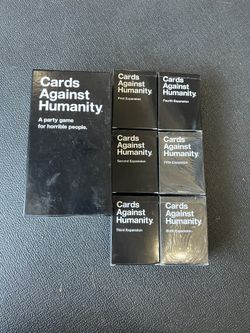 Cards
Against
Humanity.
A party game
for horrible people.
Cards
Against
Humanity.
First Expansion
Cards
Against
Humanity.
Fourth Expansion
Cards
Against
Humanity.
Second Expansion
Cards
Against
Humanity.
Fifth Expansion
Cards
Against
Humanity.
Third Expansion
Cards
Against
Humanity.
Sixth Expansion